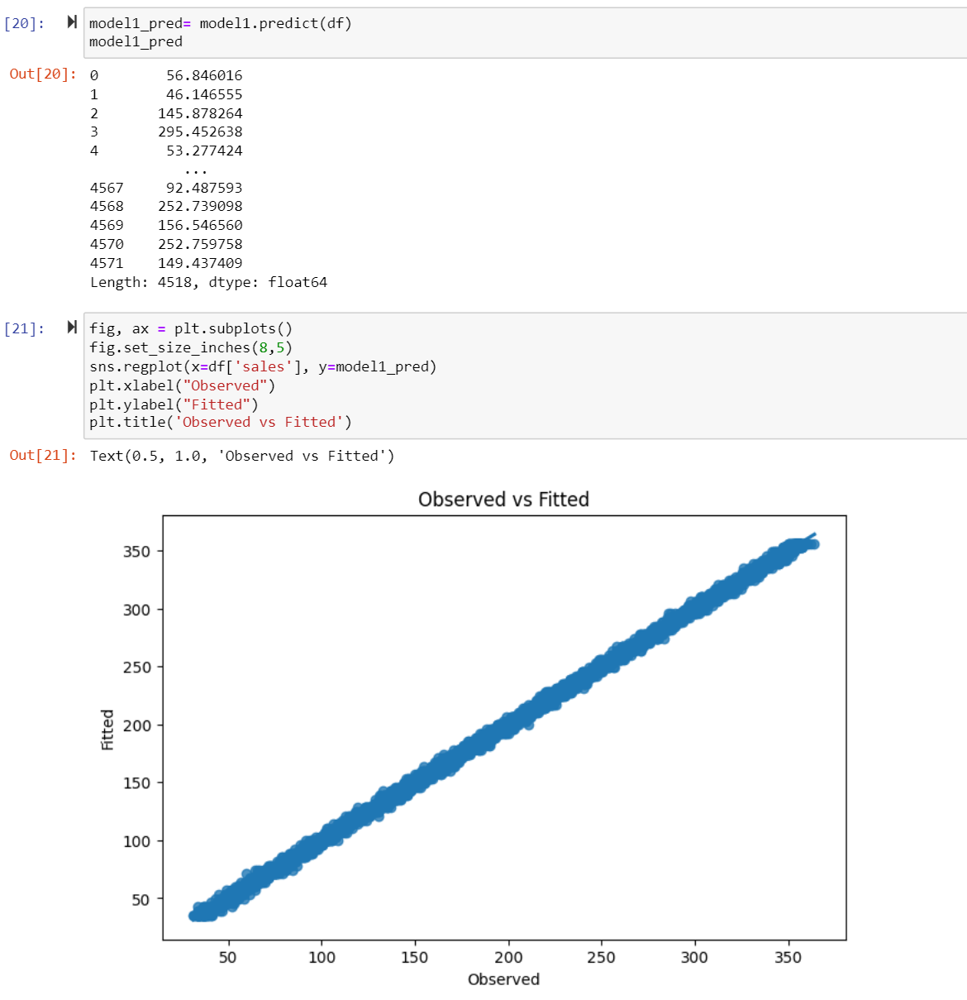 [20]: model1_pred= model1.predict(df)
model1_pred
Out[20]: 0 56.846016
1 46.146555
2 145.878264
3 295.452638
4 53.277424
...
4567 92.487593
4568 252.739098
4569 156.546560
4570 252.759758
4571 149.437409
Length: 4518, dtype: float64
[21]: fig, ax = plt.subplots()
fig.set_size_inches(8,5)
sns.regplot(x=df['sales'], y=model1_pred)
plt.xlabel("Observed")
plt.ylabel("Fitted")
plt.title('Observed vs Fitted')
Out[21]: Text(0.5, 1.0, 'Observed vs Fitted')
Observed vs Fitted
350
300
250
200
150
100
50
Fitted
50 100 150 200 250 300 350
Observed